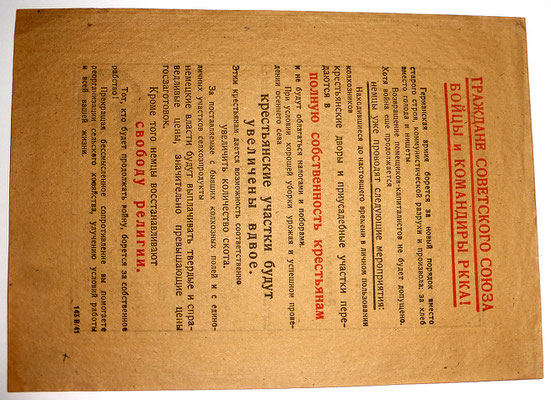 ГРАЖДАНЕ СОВЕТСКОГО СОЮЗА
БОЙЦЫ и КОМАНДИРЫ РККА!
Германская армия борется за новый порядок вместо
старого строя, коммунистической разрухи и произвола; за хлеб
вместо голода и нищеты.
Возвращение помещиков-капиталистов не будет допущено.
Хотя война еще продолжается
немцы уже проводят следующие мероприятия:
Находившиеся до настоящего времени в личном пользовании
колхозников
крестьянские дворы и приусадебные участки пере-
даются в
полную собственность крестьянам
и не будут облагаться налогами и поборами.
При условии хорошей уборки урожая и успешном прове-
дении осеннего сева
крестьянские участки будут
увеличены вдвое.
Этим крестьянам дается возможность соответственно
увеличить количество скота.
За поставляемые с бывших колхозных полей и с едино-
личных участков сельхозпродукты
немецкие власти будут выплачивать твердые и спра-
ведливые цены, значительно превышающие цены
госзаготовок.
Кроме того немцы восстанавливают
свободу религии.
Тот, кто будет продолжать войну, борется за собственное
рабство!
Прекращая бессмысленное сопротивление вы помогаете
реорганизации сельского хозяйства, улучению условий работы
и всей вашей жизни.
145 B/41